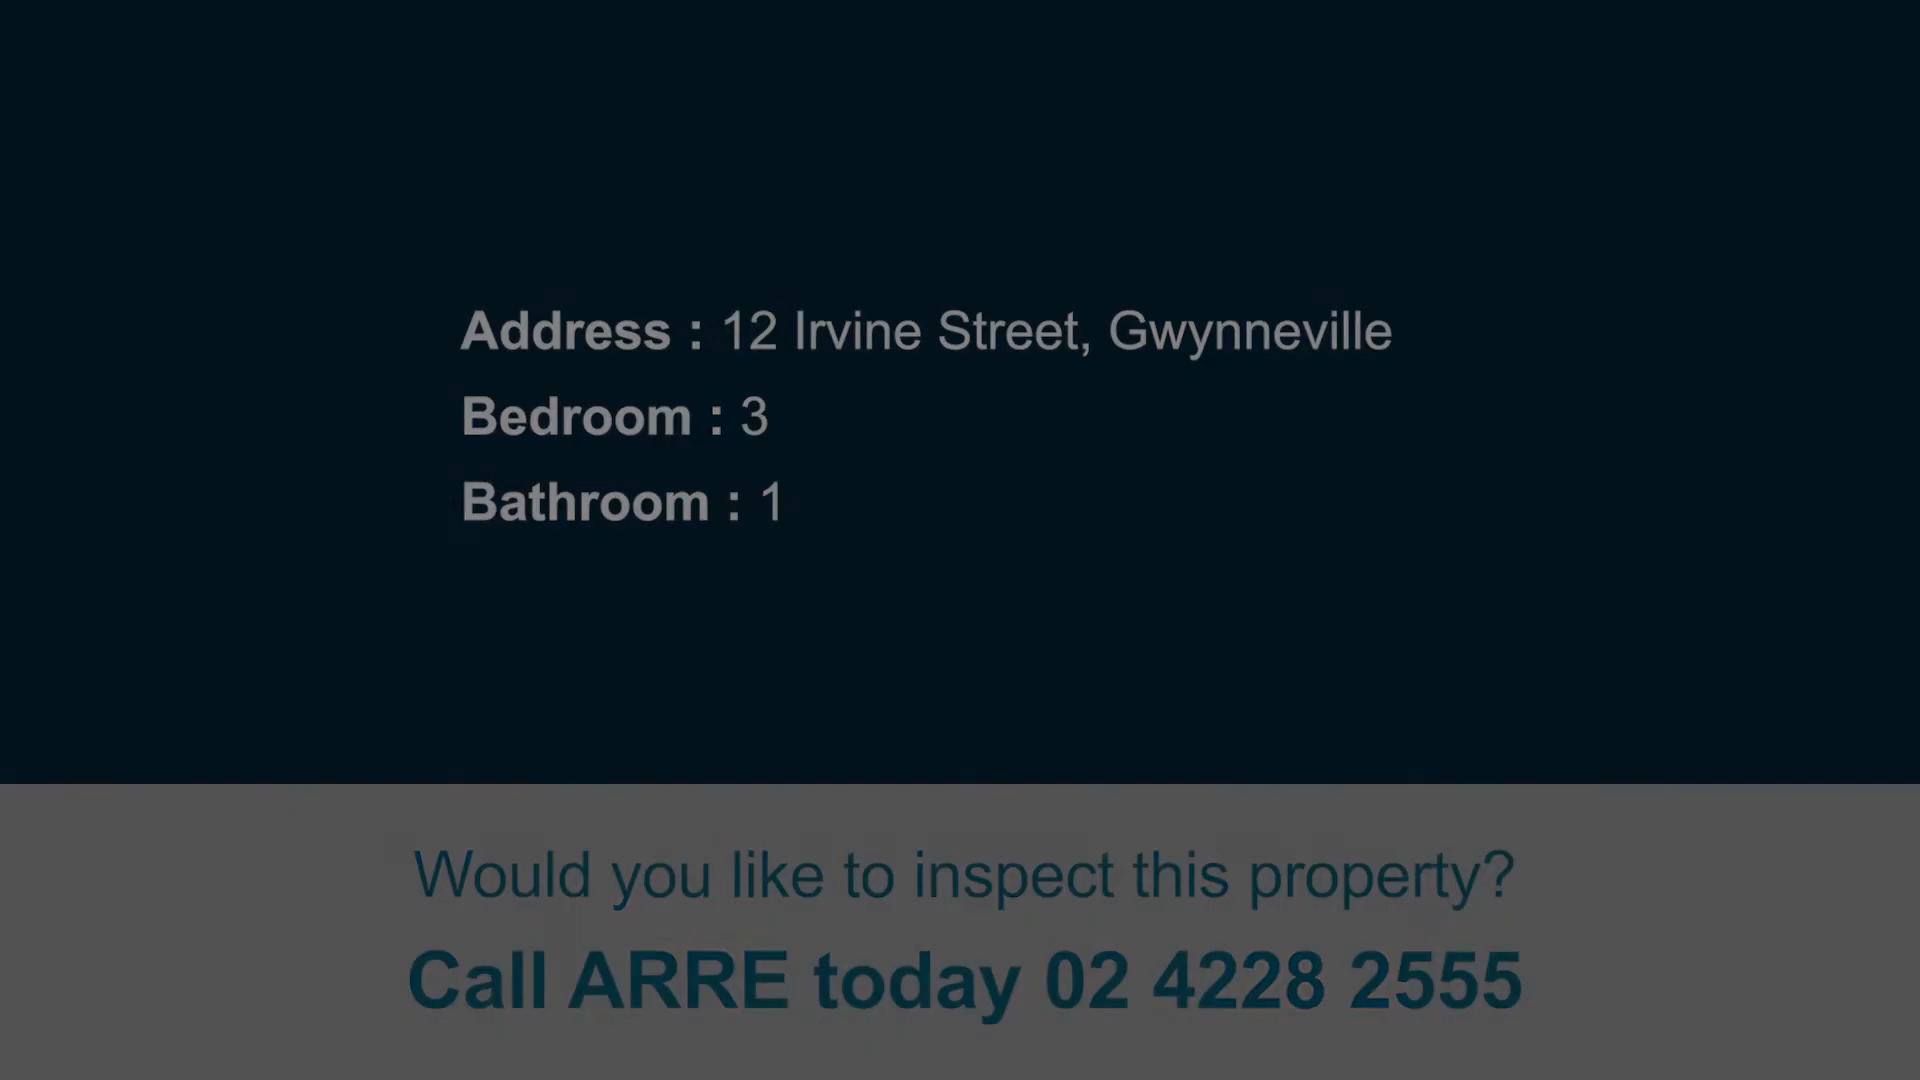 Address : 12 Irvine Street, Gwynneville
Bedroom : 3
Bathroom : 1
Would you like to inspect this property?
Call ARRE today 02 4228 2555